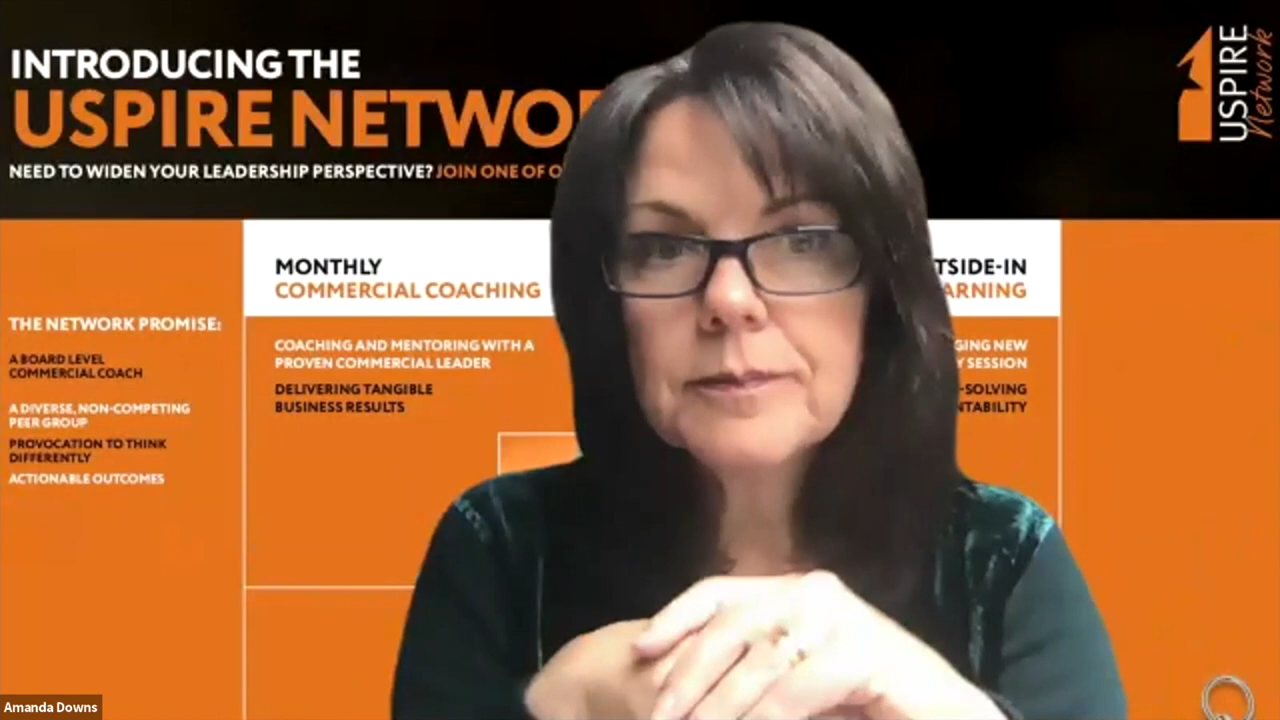 INTRODUCING THE
USPIRE NETWO
NEED TO WIDEN YOUR LEADERSHIP PERSPECTIVE? JOIN ONE OF O
USPIRE
Network
MONTHLY
COMMERCIAL COACHING
TSIDE-IN
ARNING
THE NETWORK PROMISE:
A BOARD LEVEL
COMMERCIAL COACH
A DIVERSE, NON-COMPETING
PEER GROUP
PROVOCATION TO THINK
DIFFERENTLY
ACTIONABLE OUTCOMES
COACHING AND MENTORING WITH A
PROVEN COMMERCIAL LEADER
DELIVERING TANGIBLE
BUSINESS RESULTS
GING NEW
Y SESSION
-SOLVING
NTABILITY
Amanda Downs